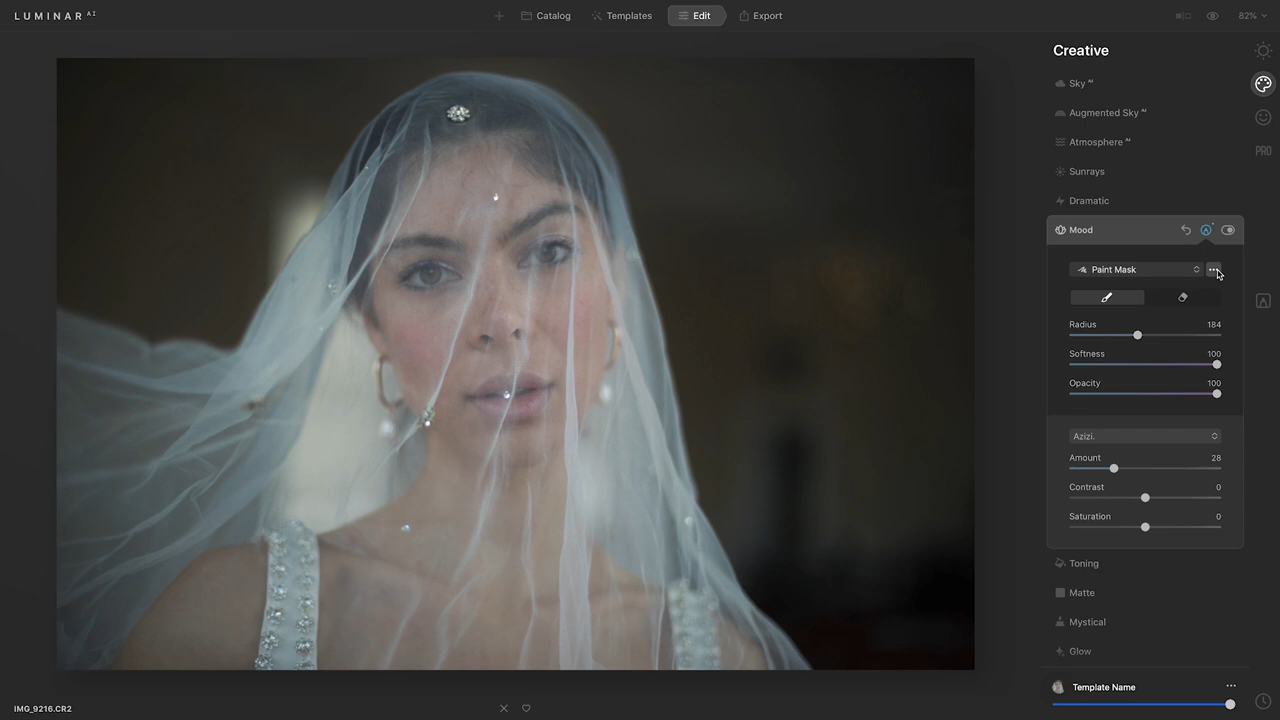 LUMINAR AI
Catalog
Templates
Edit
Export
82%
Creative
Sky AI
Augmented Sky AI
Atmosphere AI
Sunrays
Dramatic
PRO
Mood
Paint Mask
Radius 184
Softness 100
Opacity 100
Azizi.
Amount 28
Contrast 0
Saturation 0
Toning
Matte
Mystical
Glow
Template Name
IMG_9216.CR2